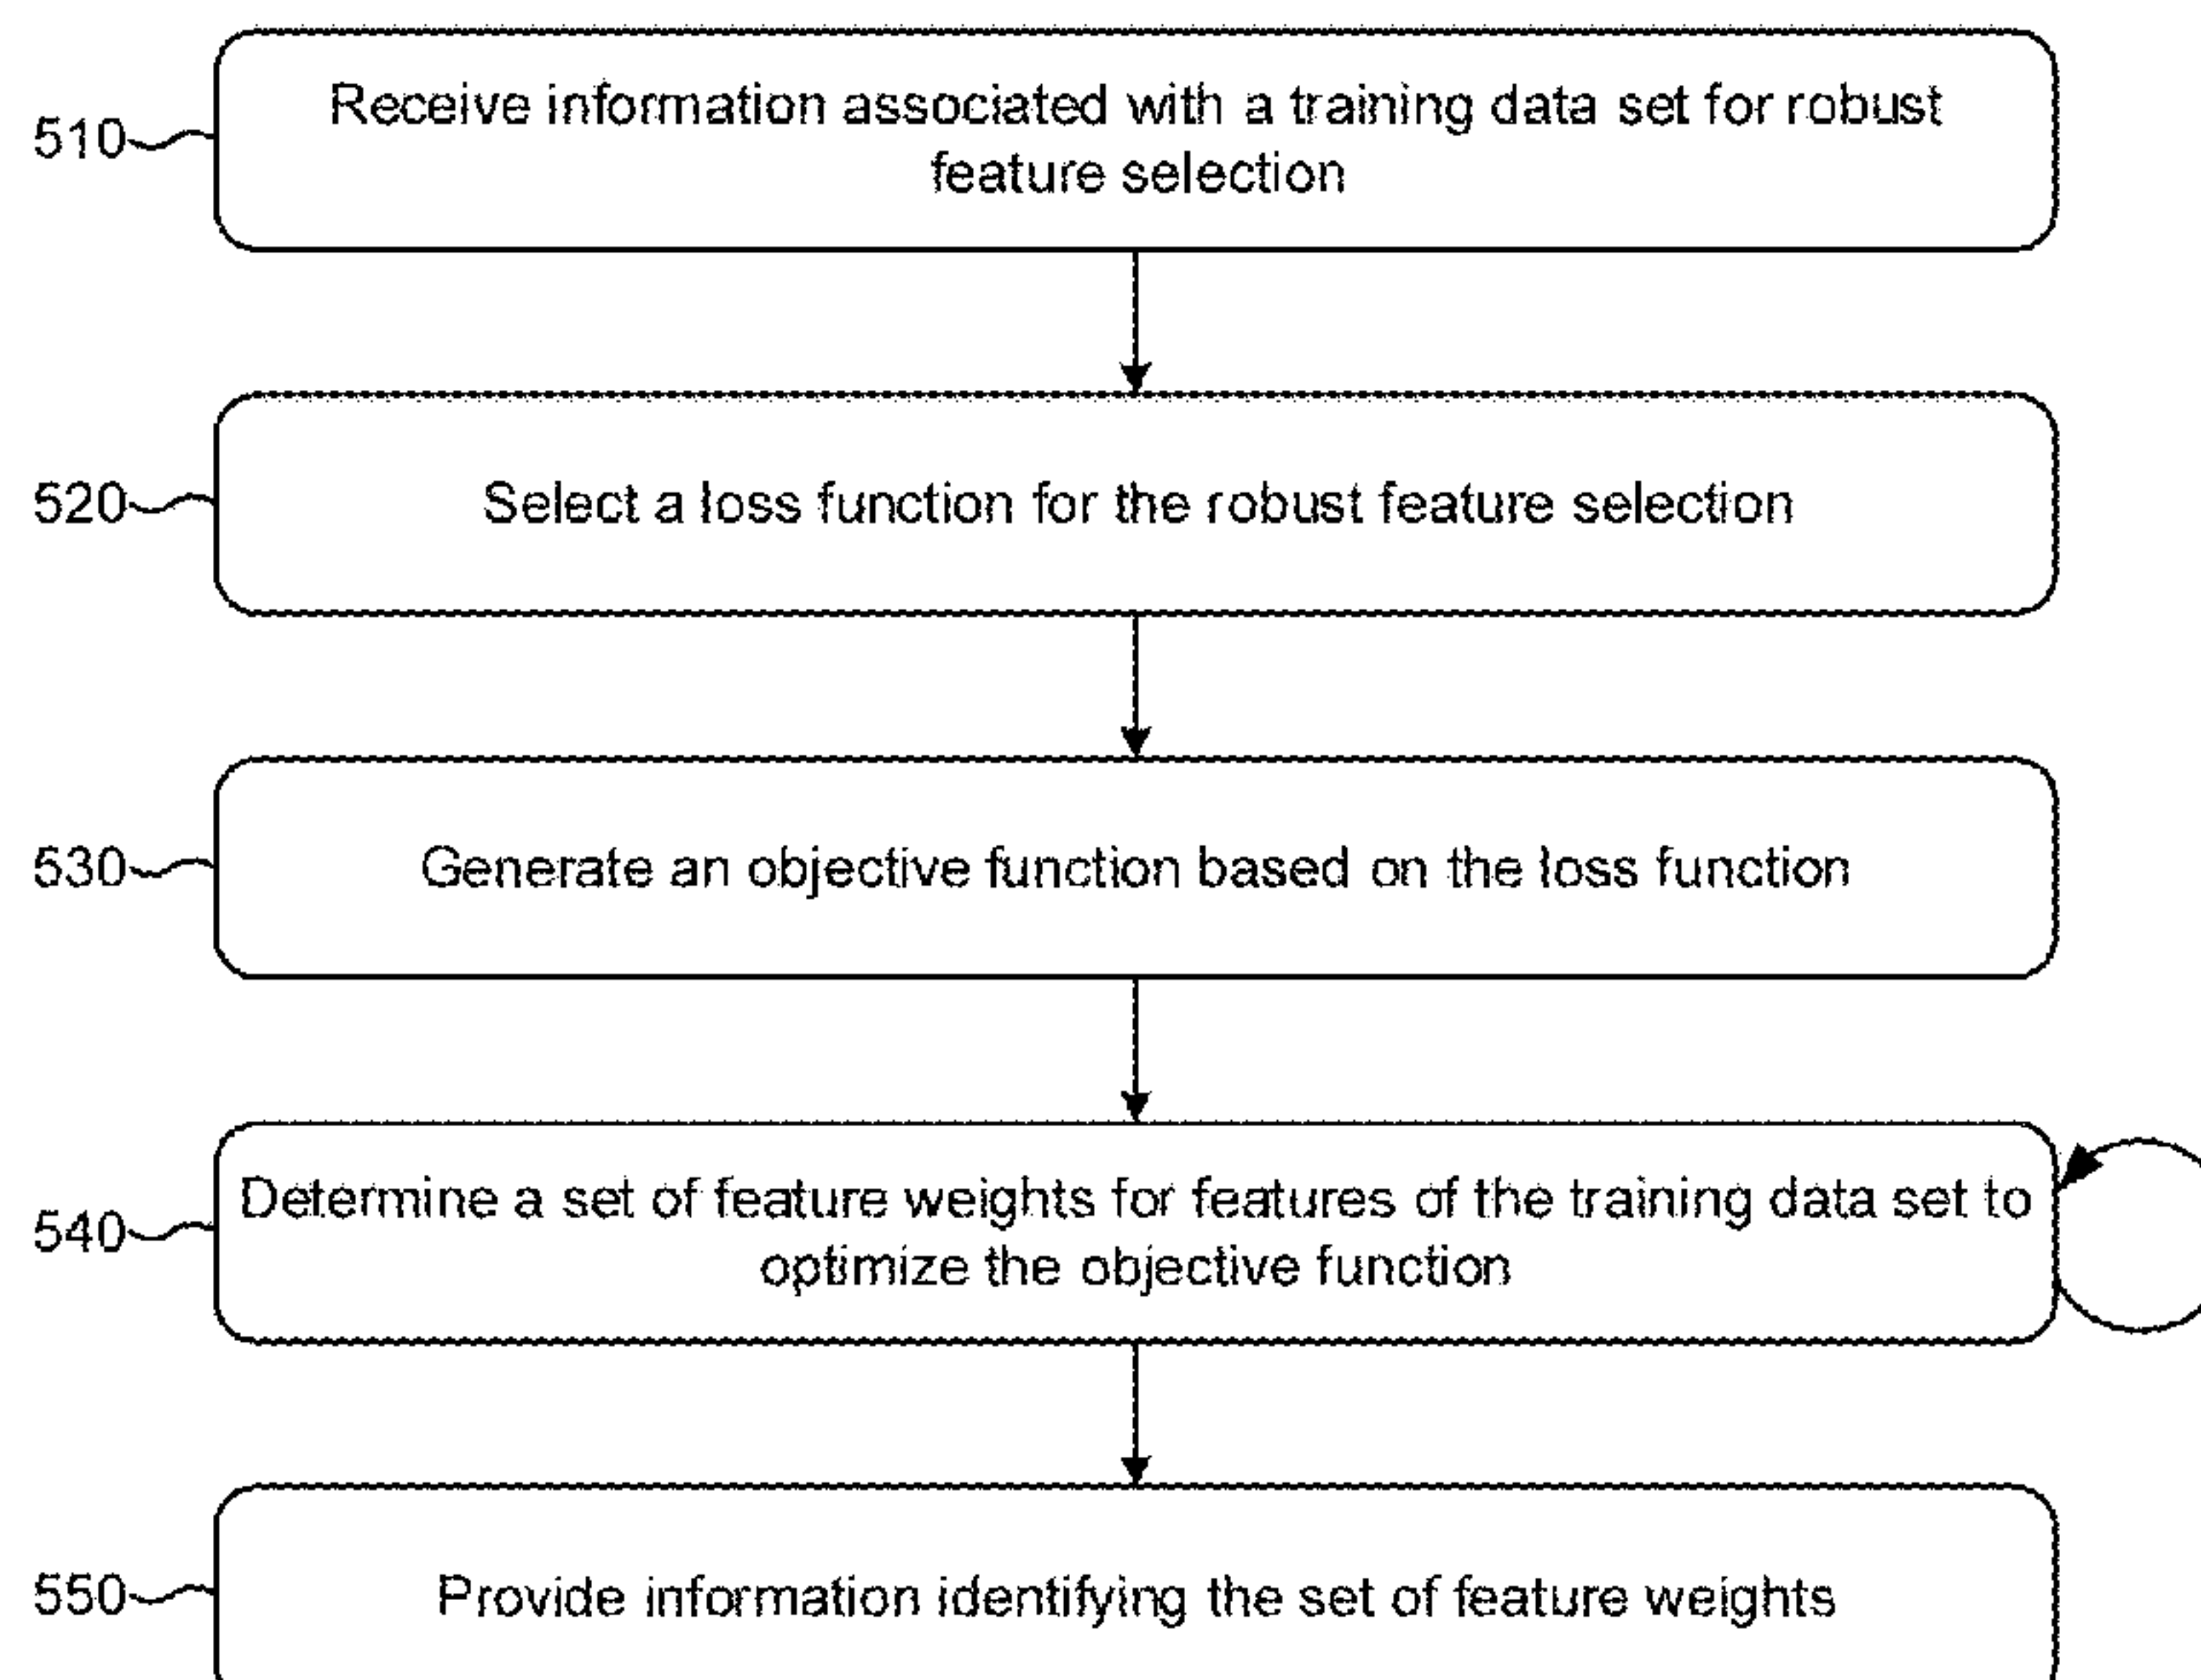 510
Receive information associated with a training data set for robust
feature selection
520
Select a loss function for the robust feature selection
530
Generate an objective function based on the loss function
540
Determine a set of feature weights for features of the training data set to
optimize the objective function
550
Provide information identifying the set of feature weights